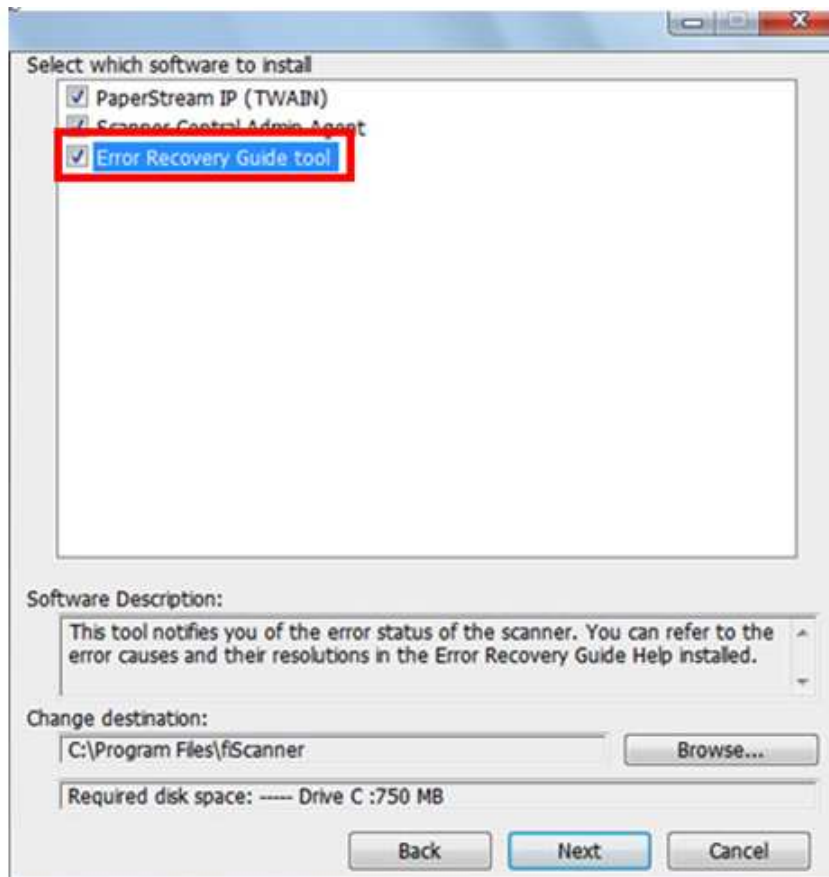 Select which software to install
PaperStream IP (TWAIN)
Scanner Central Admin Agent
Error Recovery Guide tool
Software Description:
This tool notifies you of the error status of the scanner. You can refer to the
error causes and their resolutions in the Error Recovery Guide Help installed.
Change destination:
C:\Program Files\fiScanner
Browse...
Required disk space: ----- Drive C :750 MB
Back
Next
Cancel